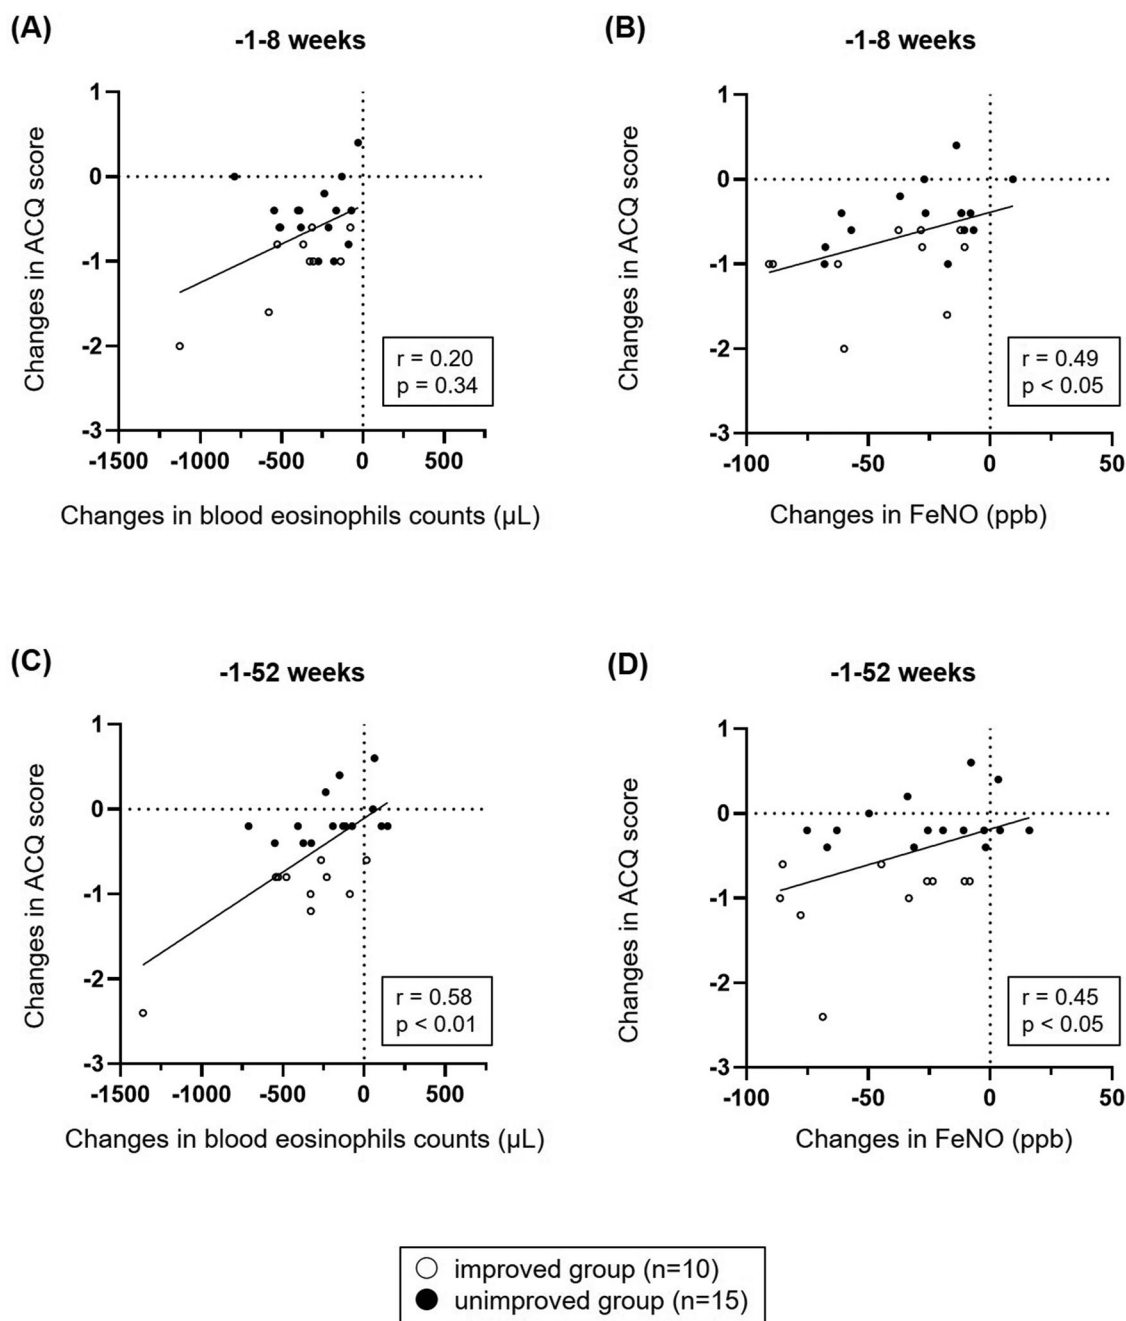 (A)
-1-8 weeks
Changes in ACQ score
1
0
-1
-2
-3
-1500 -1000 -500 0 500
r = 0.20
p = 0.34
Changes in blood eosinophils counts (µL)
(B)
-1-8 weeks
Changes in ACQ score
1
0
-1
-2
-3
-100 -50 0 50
r = 0.49
p < 0.05
Changes in FeNO (ppb)
(C)
-1-52 weeks
Changes in ACQ score
1
0
-1
-2
-3
-1500 -1000 -500 0 500
r = 0.58
p < 0.01
Changes in blood eosinophils counts (µL)
(D)
-1-52 weeks
Changes in ACQ score
1
0
-1
-2
-3
-100 -50 0 50
r = 0.45
p < 0.05
Changes in FeNO (ppb)
improved group (n=10)
unimproved group (n=15)